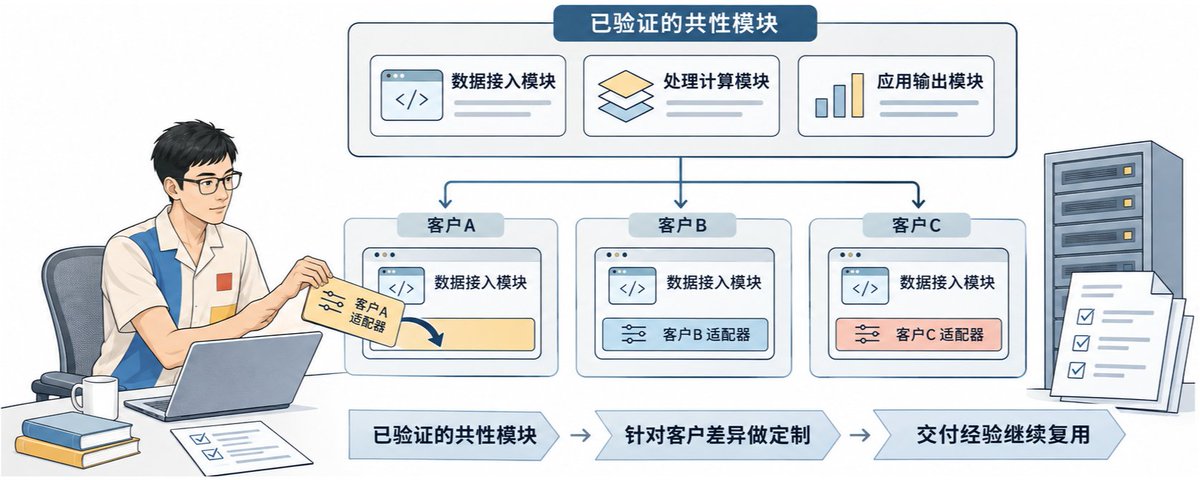 已验证的共性模块
数据接入模块
处理计算模块
应用输出模块
客户A
客户B
客户C
数据接入模块
数据接入模块
数据接入模块
客户A
适配器
客户B 适配器
客户C 适配器
已验证的共性模块
针对客户差异做定制
交付经验继续复用